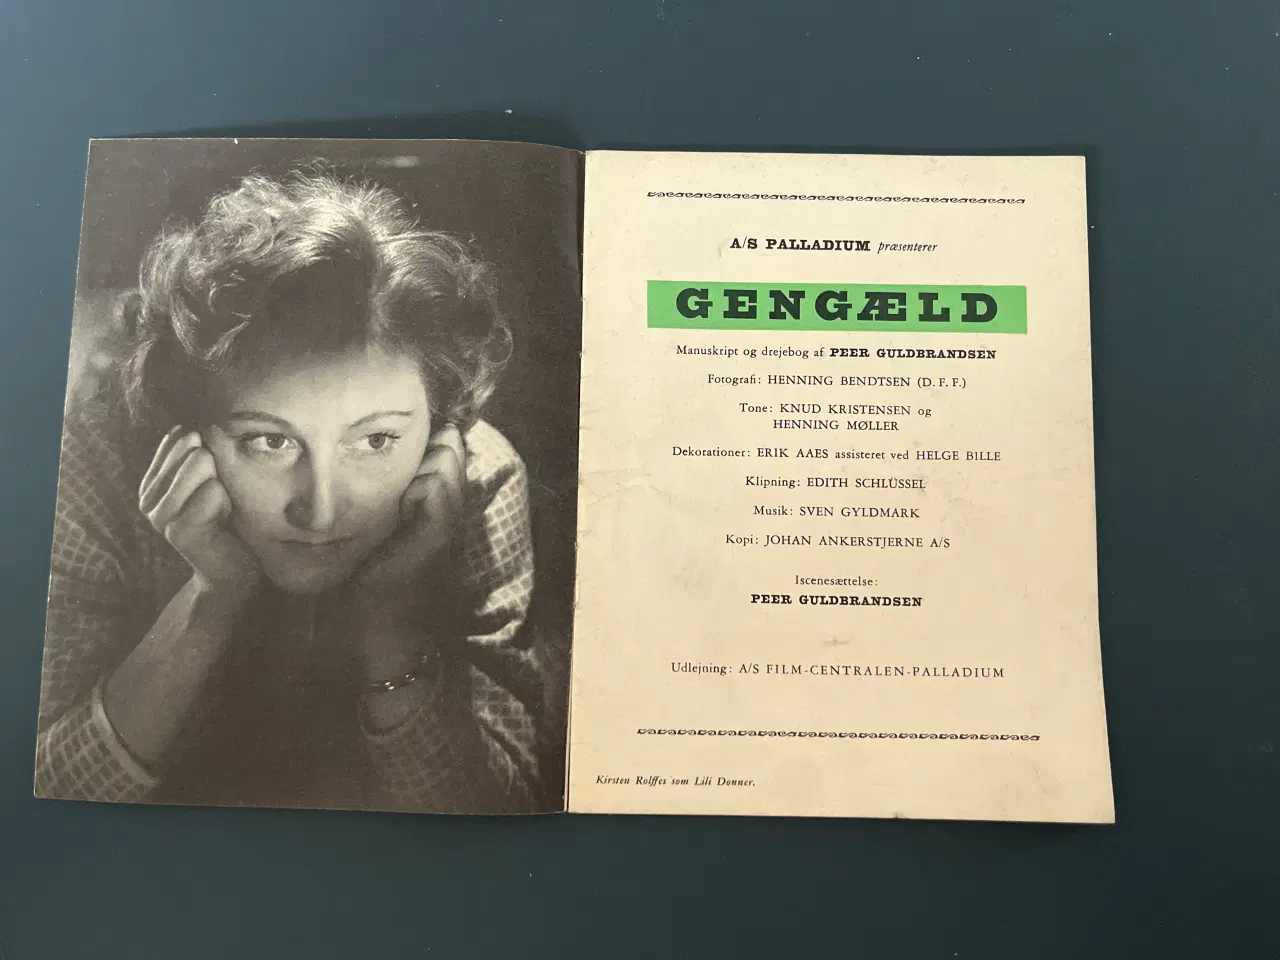 A/S PALLADIUM præsenterer
GENGÆLD
Manuskript og drejebog af PEER GULDBRANDSEN
Fotografi: HENNING BENDTSEN (D. F. F.)
Tone: KNUD KRISTENSEN og
HENNING MØLLER
Dekorationer: ERIK AAES assisteret ved HELGE BILLE
Klipning: EDITH SCHLÜSSEL
Musik: SVEN GYLDMARK
Kopi: JOHAN ANKERSTJERNE A/S
Iscenesættelse:
PEER GULDBRANDSEN
Udlejning: A/S FILM-CENTRALEN-PALLADIUM
Kirsten Rolffes som Lili Donner.